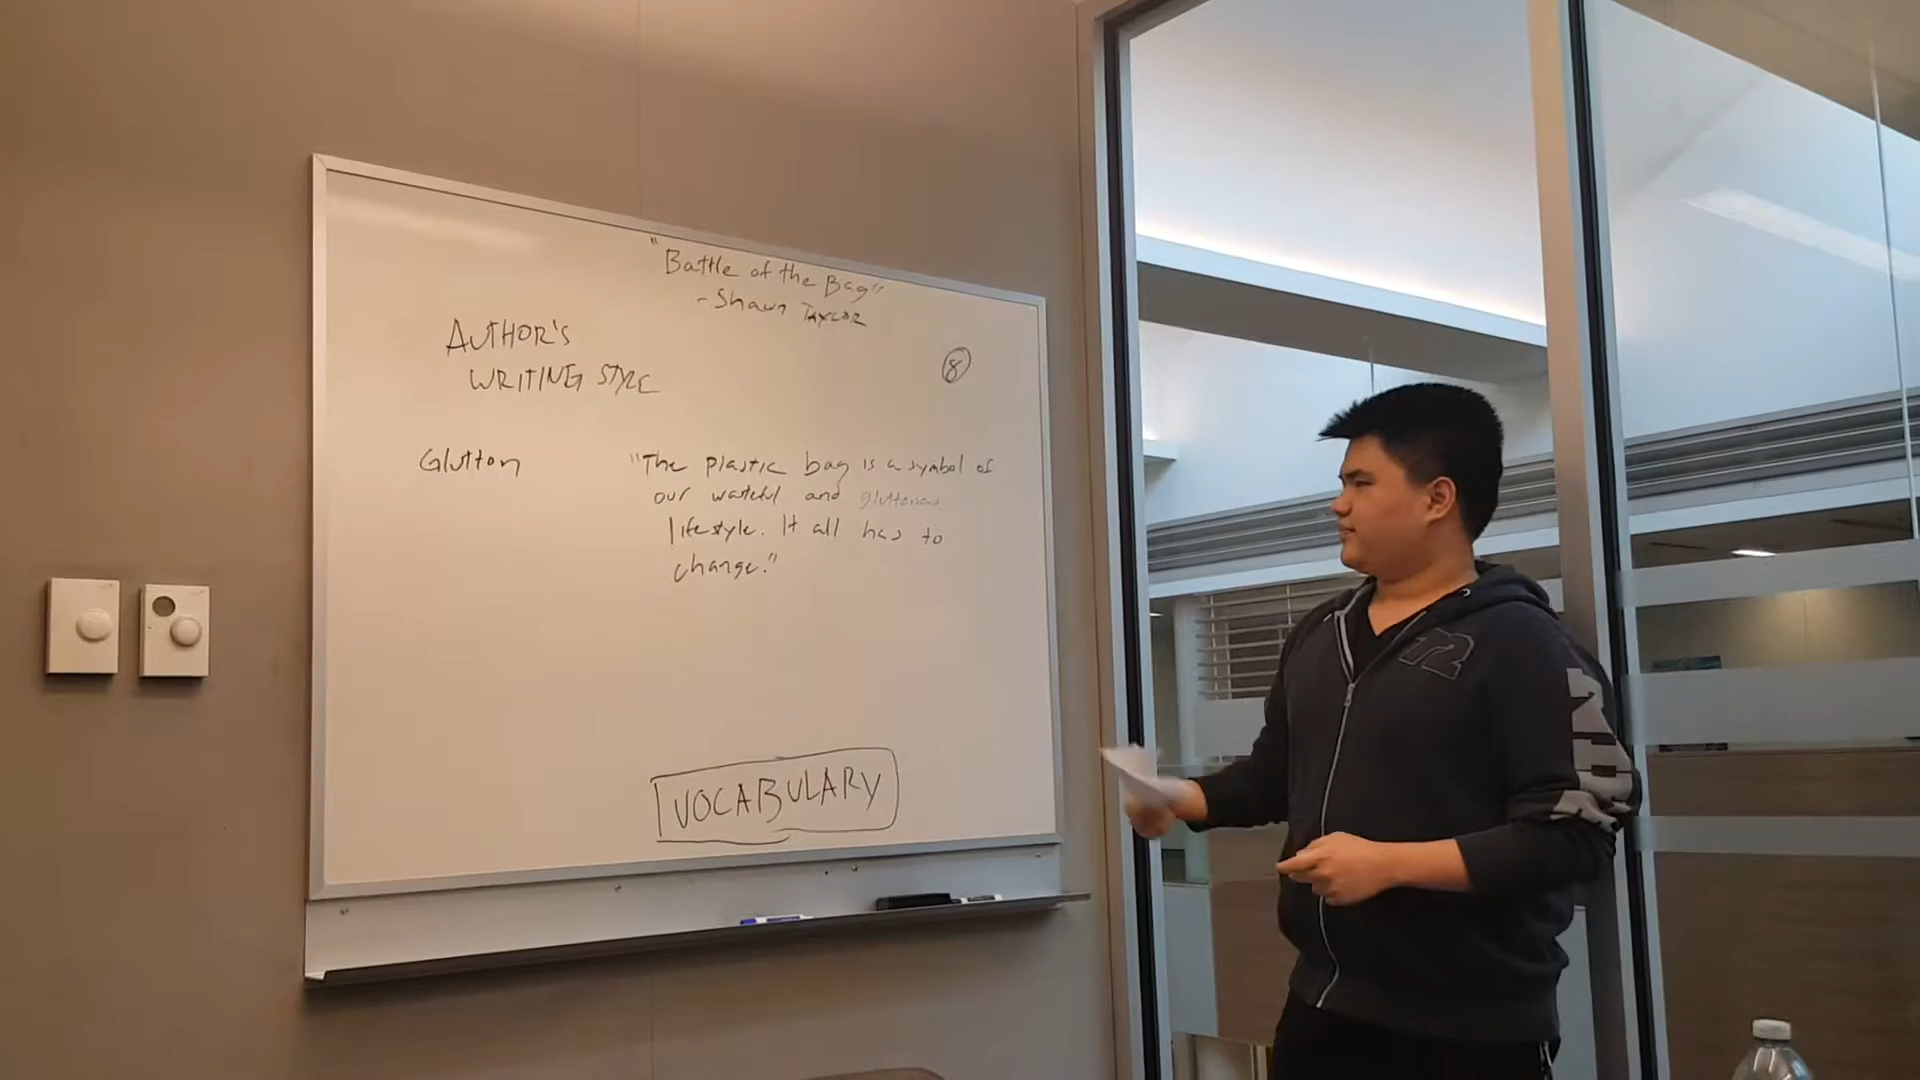 "Battle of the Bag"
- Shawn TAYLOR
AUTHOR'S
WRITING STYLE
8
Glutton
"The plastic bag is a symbol of
our wasteful and gluttonous
lifestyle. It all has to
change."
VOCABULARY
72